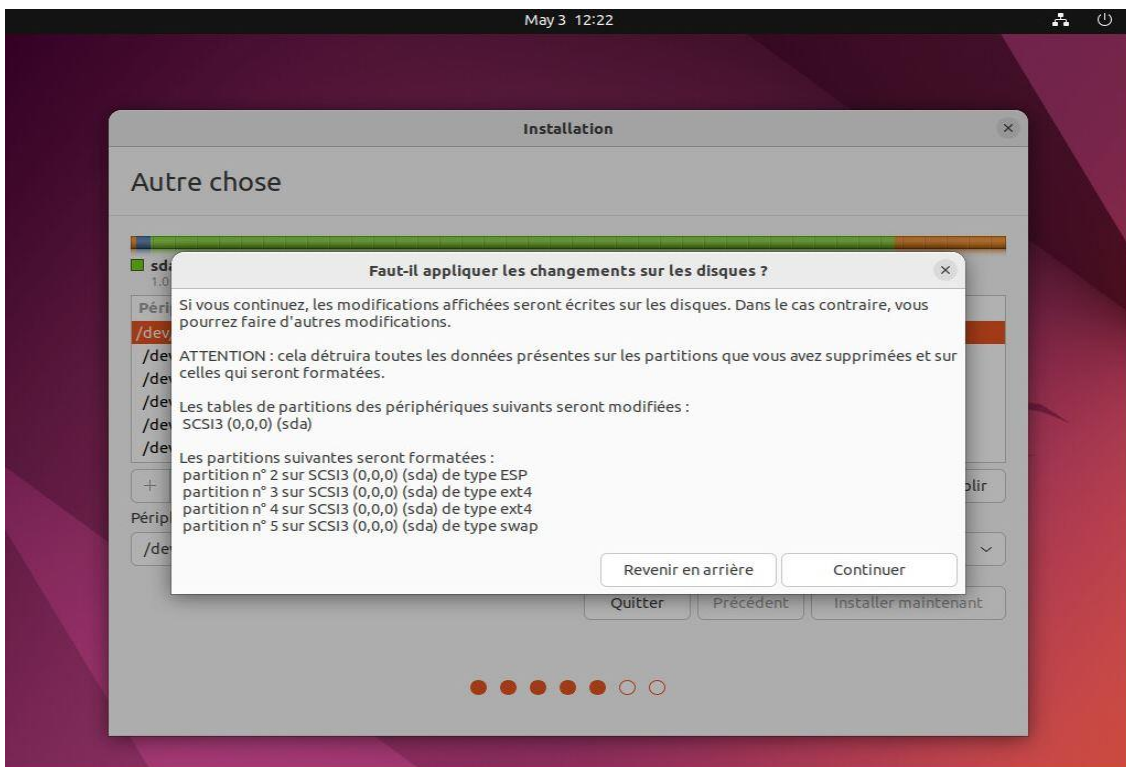 May 3 12:22
Installation
Autre chose
sda
1.0
Faut-il appliquer les changements sur les disques ?
Si vous continuez, les modifications affichées seront écrites sur les disques. Dans le cas contraire, vous
pourrez faire d'autres modifications.
ATTENTION : cela détruira toutes les données présentes sur les partitions que vous avez supprimées et sur
celles qui seront formatées.
Les tables de partitions des périphériques suivants seront modifiées :
SCSI3 (0,0,0) (sda)
Les partitions suivantes seront formatées :
partition n° 2 sur SCSI3 (0,0,0) (sda) de type ESP
partition n° 3 sur SCSI3 (0,0,0) (sda) de type ext4
partition n° 4 sur SCSI3 (0,0,0) (sda) de type ext4
partition n° 5 sur SCSI3 (0,0,0) (sda) de type swap
Revenir en arrière
Continuer
Quitter
Précédent
Installer maintenant